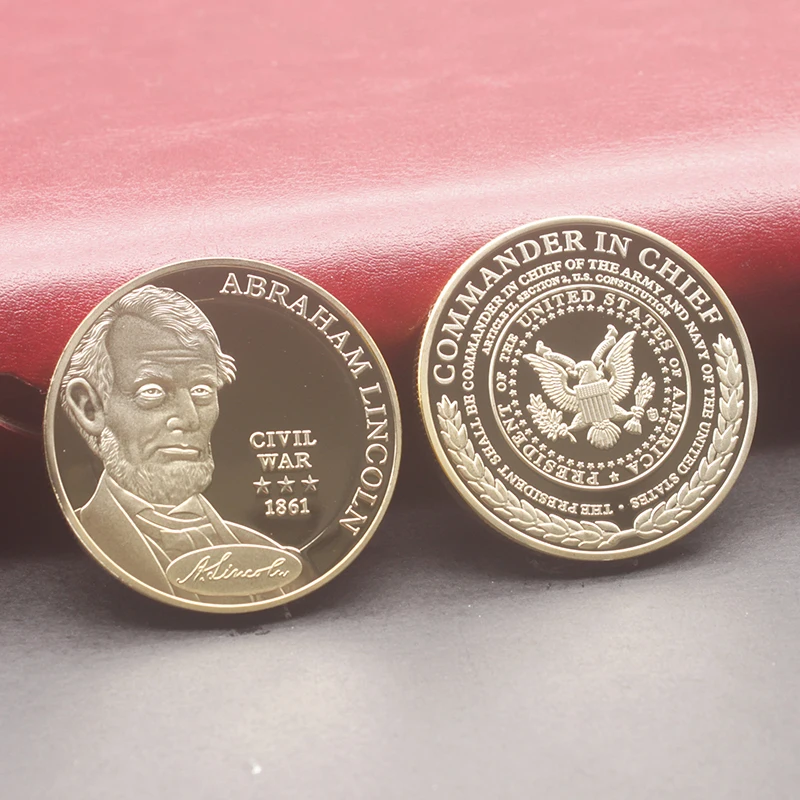 ABRAHAM LINCOLN
CIVIL
WAR
1861
A. Lincoln
COMMANDER IN CHIEF
THE PRESIDENT SHALL BE COMMANDER IN CHIEF OF THE ARMY AND NAVY OF THE UNITED STATES
ARTICLE II, SECTION 2, U.S. CONSTITUTION
PRESIDENT OF THE UNITED STATES OF AMERICA